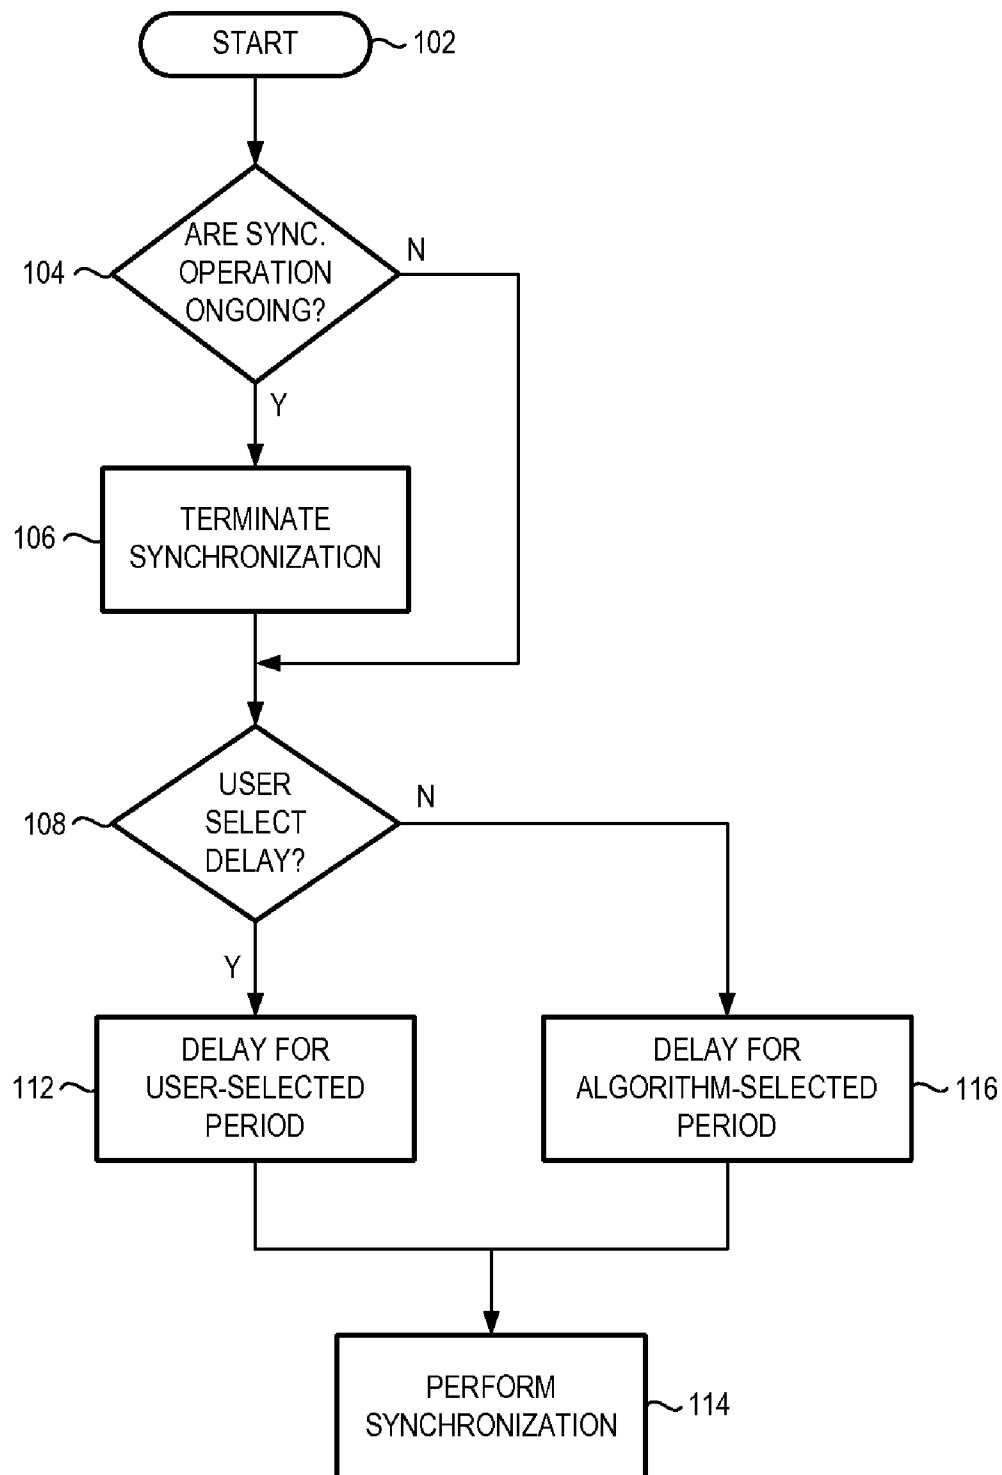 START
102
ARE SYNC.
OPERATION
ONGOING?
104
N
Y
TERMINATE
SYNCHRONIZATION
106
USER
SELECT
DELAY?
108
N
Y
DELAY FOR
USER-SELECTED
PERIOD
112
DELAY FOR
ALGORITHM-SELECTED
PERIOD
116
PERFORM
SYNCHRONIZATION
114